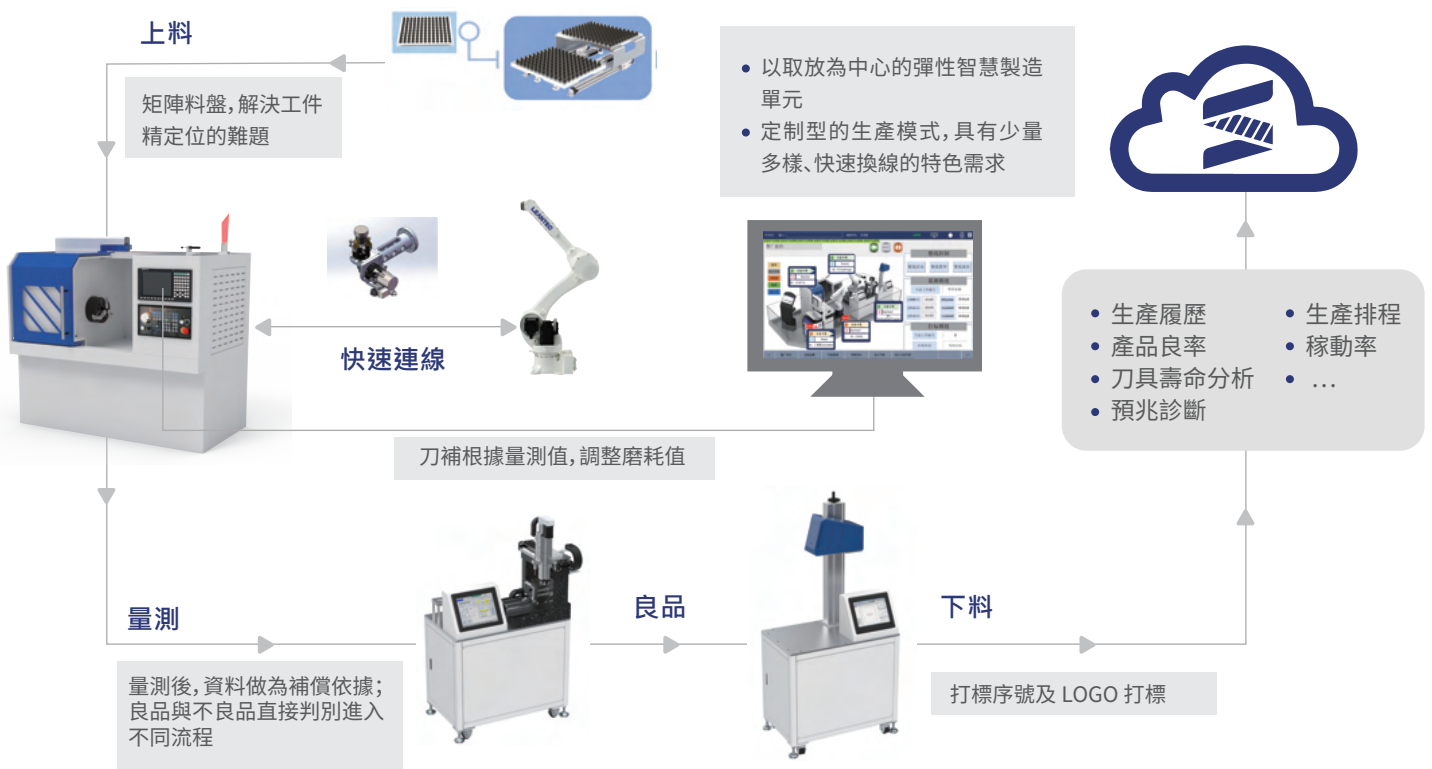 上料
矩陣料盤，解決工件
精定位的難題
• 以取放為中心的彈性智慧製造
單元
• 定制型的生產模式，具有少量
多樣、快速換線的特色需求
LEANTEC
快速連線
• 生產履歷
• 產品良率
• 刀具壽命分析
• 預兆診斷
• 生產排程
• 稼動率
• …
刀補根據量測值，調整磨耗值
量測
量測後，資料做為補償依據；
良品與不良品直接判別進入
不同流程
良品
下料
打標序號及 LOGO 打標